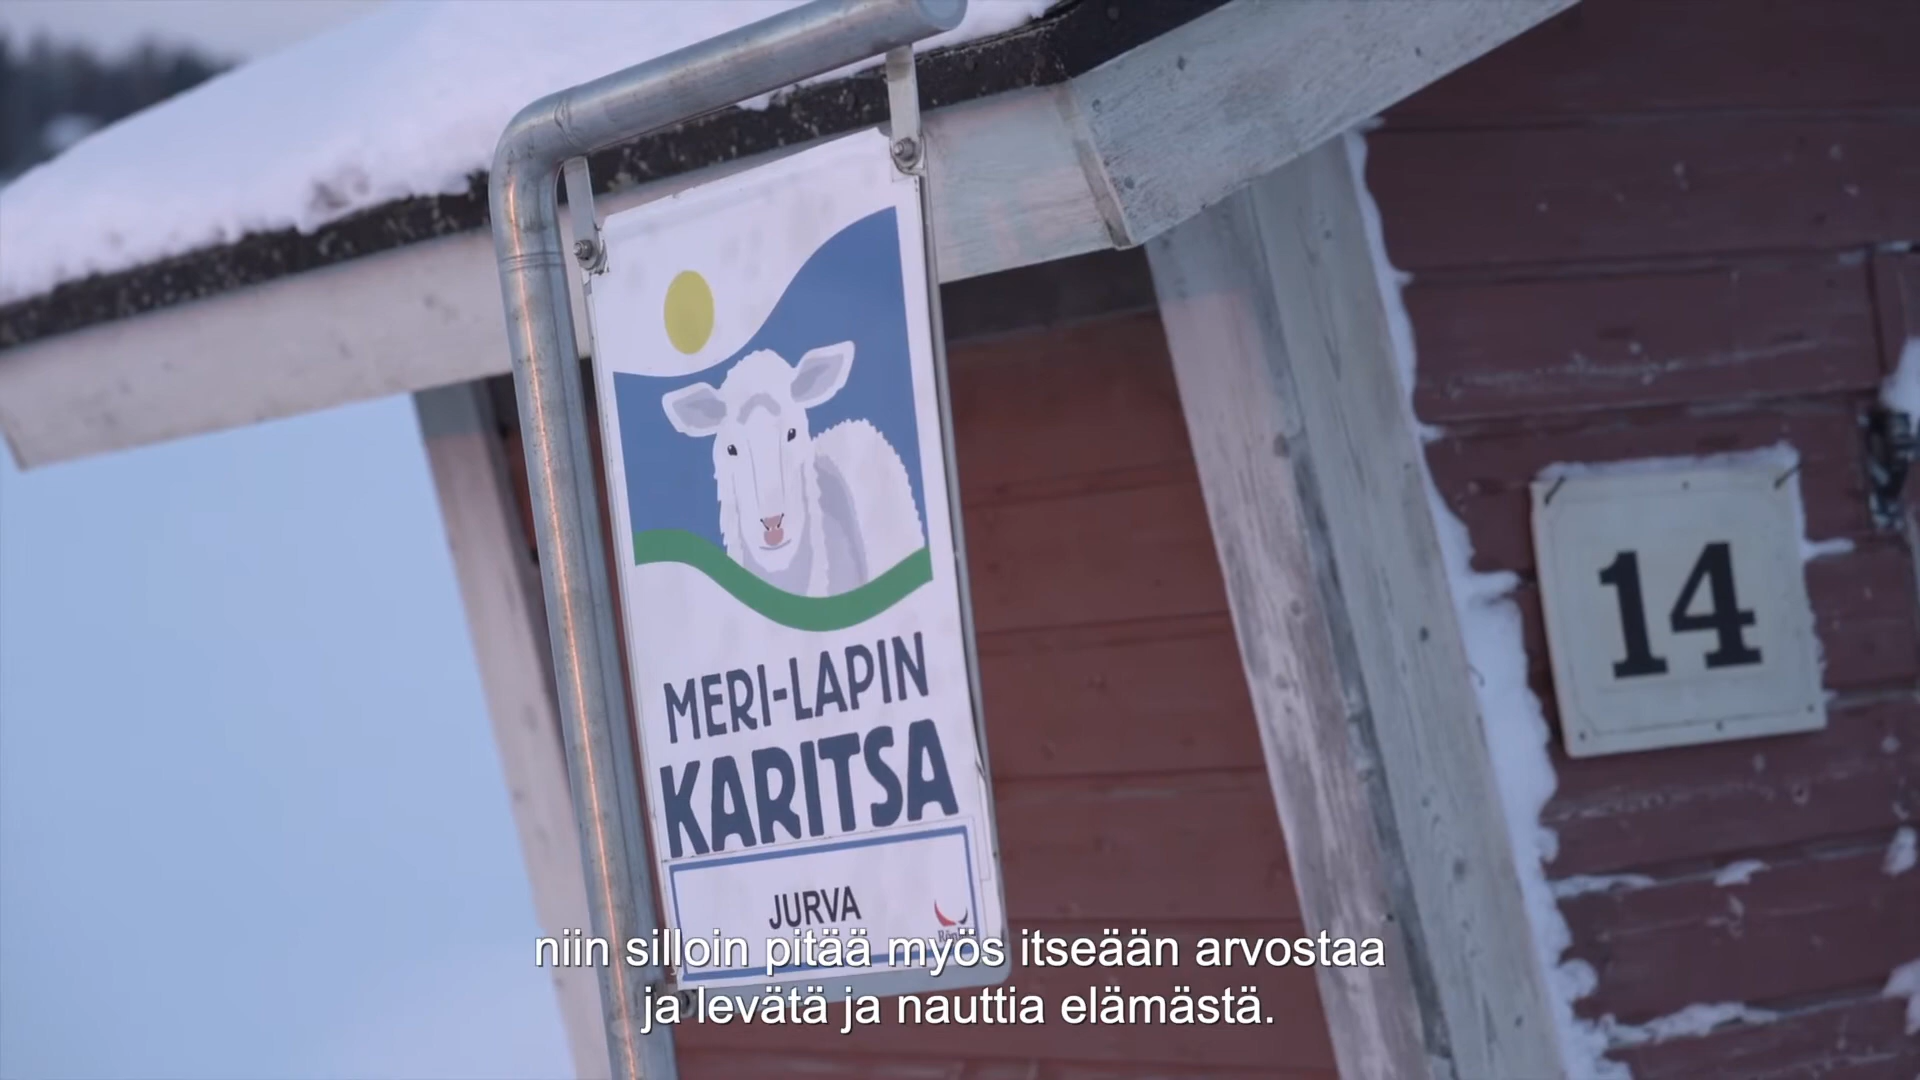 MERI-LAPIN
KARITSA
JURVA
14
niin silloin pitää myös itseään arvostaa
ja levätä ja nauttia elämästä.